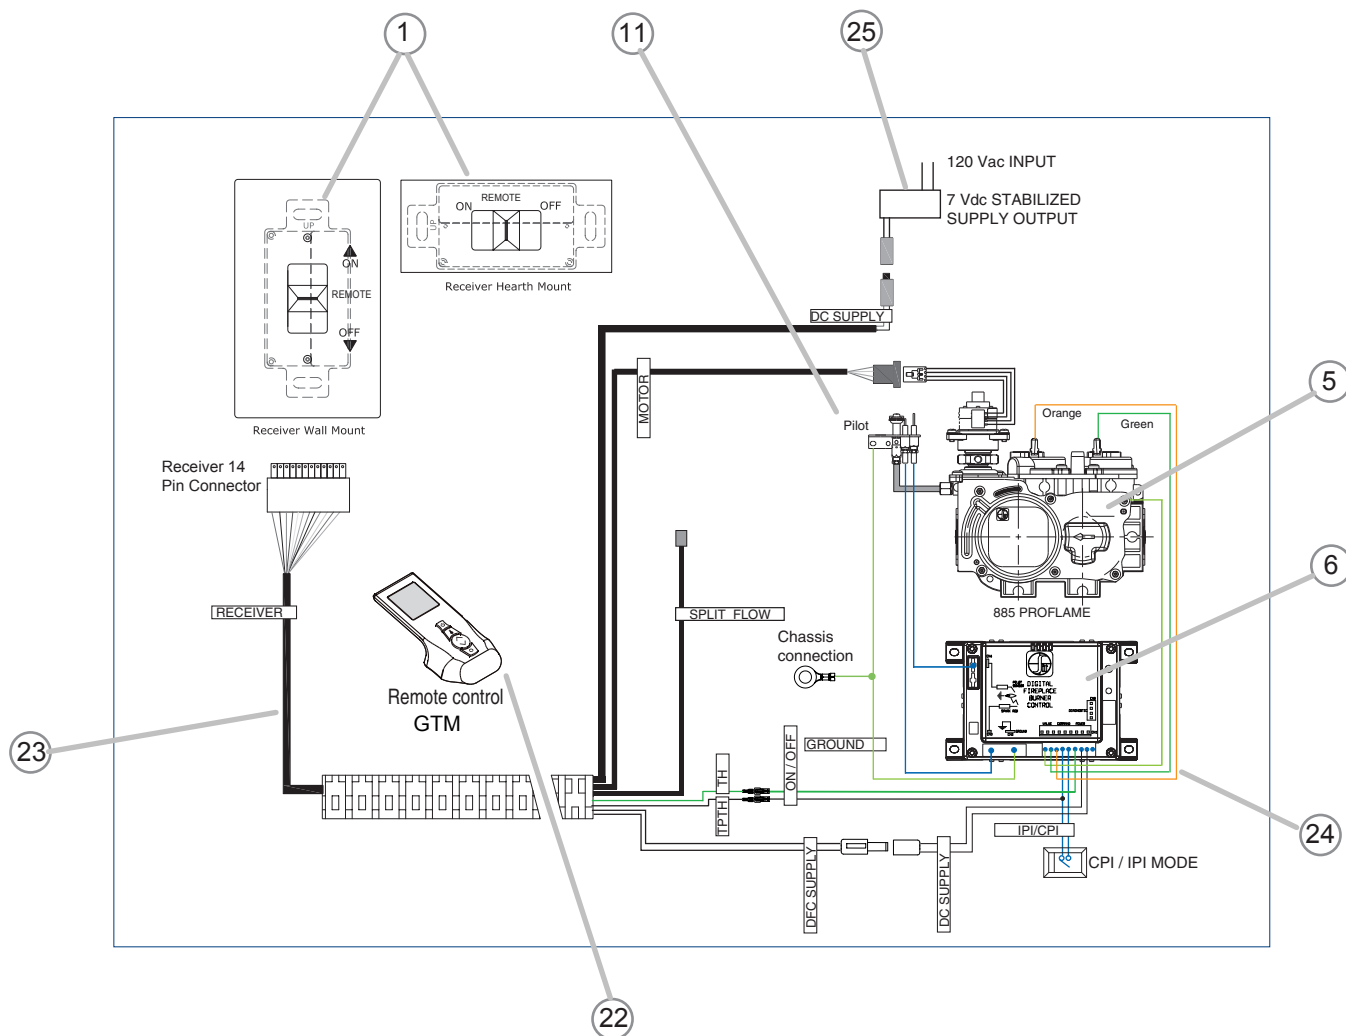 1
11
25
120 Vac INPUT
7 Vdc STABILIZED
SUPPLY OUTPUT
UP
ON
REMOTE
OFF
Receiver Wall Mount
UP
REMOTE
ON
OFF
Receiver Hearth Mount
DC SUPPLY
MOTOR
Pilot
Orange
Green
5
Receiver 14
Pin Connector
RECEIVER
SPLIT FLOW
885 PROFLAME
6
Chassis
connection
DIGITAL
FIREPLACE
BURNER
CONTROL
Remote control
GTM
23
GROUND
ON / OFF
TH
TPTH
24
IPI/CPI
CPI / IPI MODE
DFC SUPPLY
DC SUPPLY
22